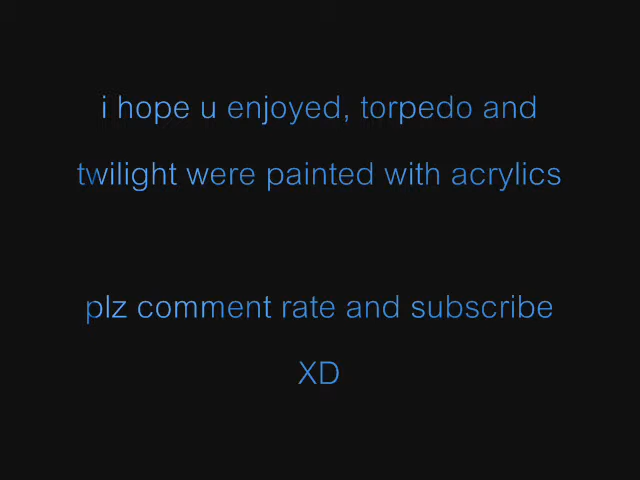 i hope u enjoyed, torpedo and
twilight were painted with acrylics
plz comment rate and subscribe
XD